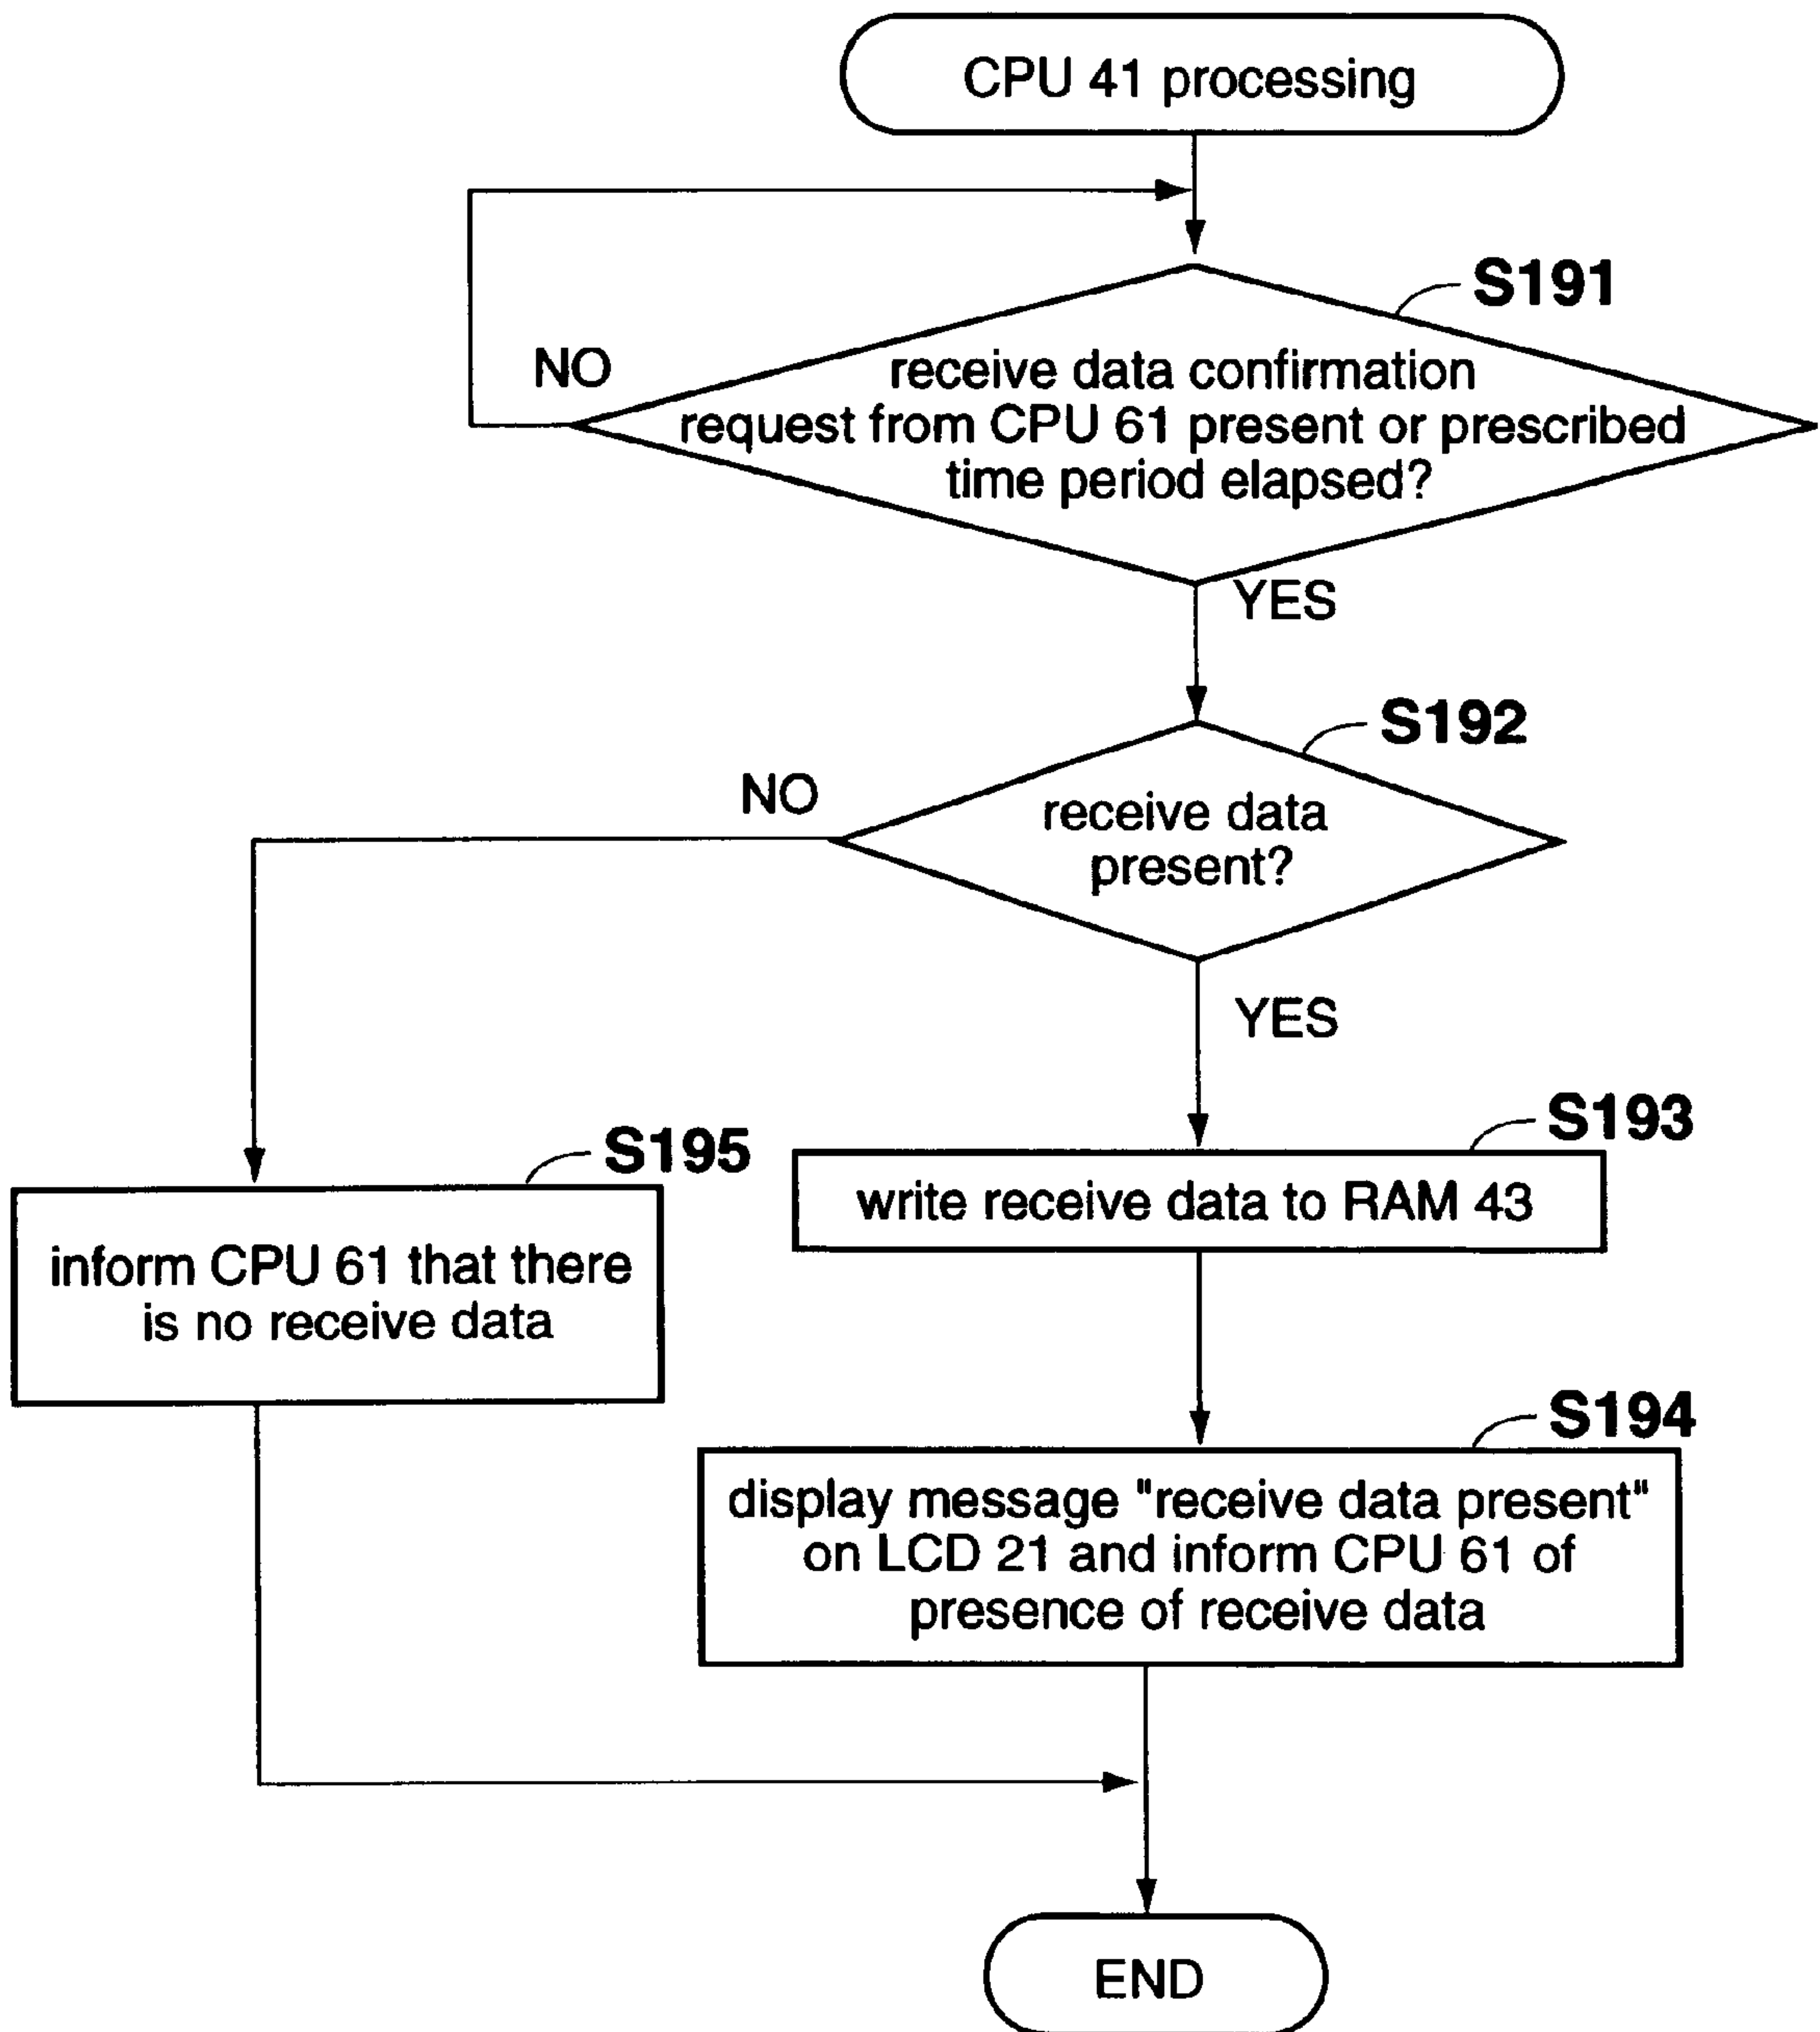 CPU 41 processing
S191
NO
receive data confirmation
request from CPU 61 present or prescribed
time period elapsed?
YES
S192
NO
receive data
present?
YES
S193
write receive data to RAM 43
S195
inform CPU 61 that there
is no receive data
S194
display message "receive data present"
on LCD 21 and inform CPU 61 of
presence of receive data
END